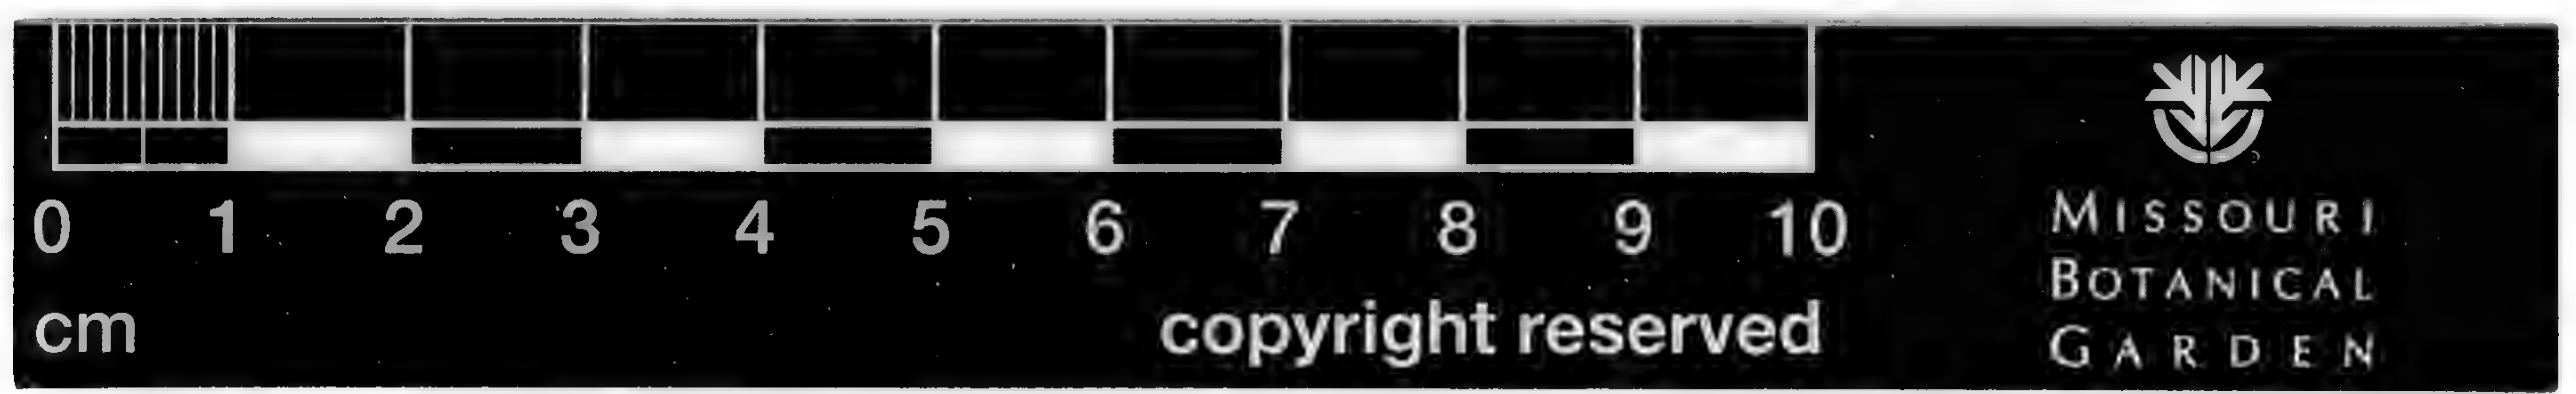 0 1 2 3 4 5 6 7 8 9 10
cm
copyright reserved
MISSOURI
BOTANICAL
GARDEN